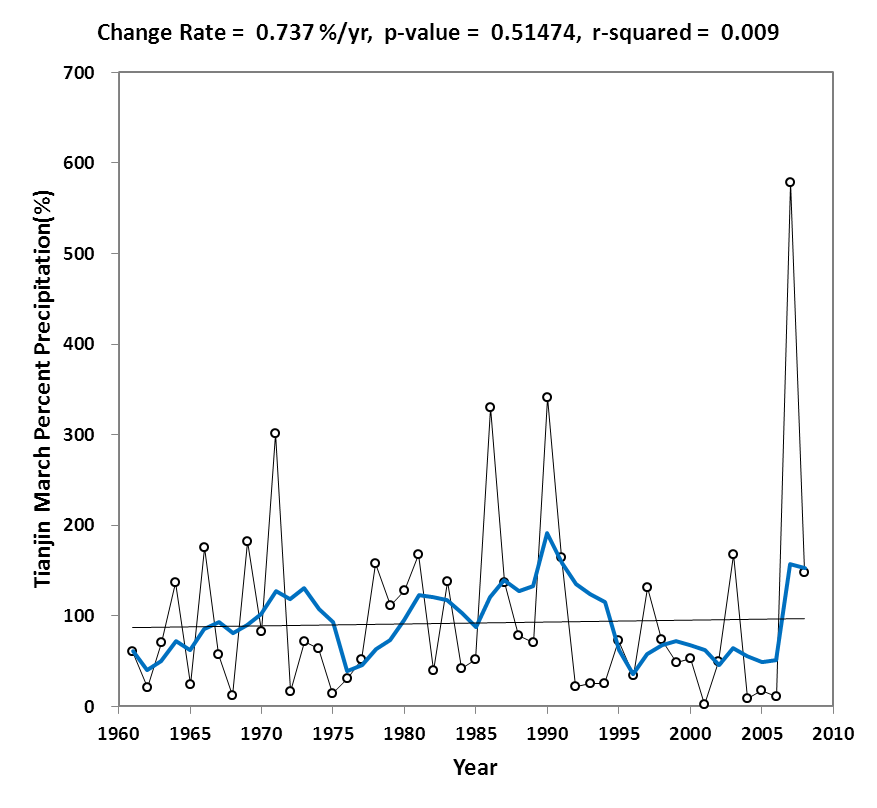 Change Rate = 0.737 %/yr, p-value = 0.51474, r-squared = 0.009
700
600
500
400
300
200
100
0
Tianjin March Percent Precipitation(%)
1960 1965 1970 1975 1980 1985 1990 1995 2000 2005 2010
Year